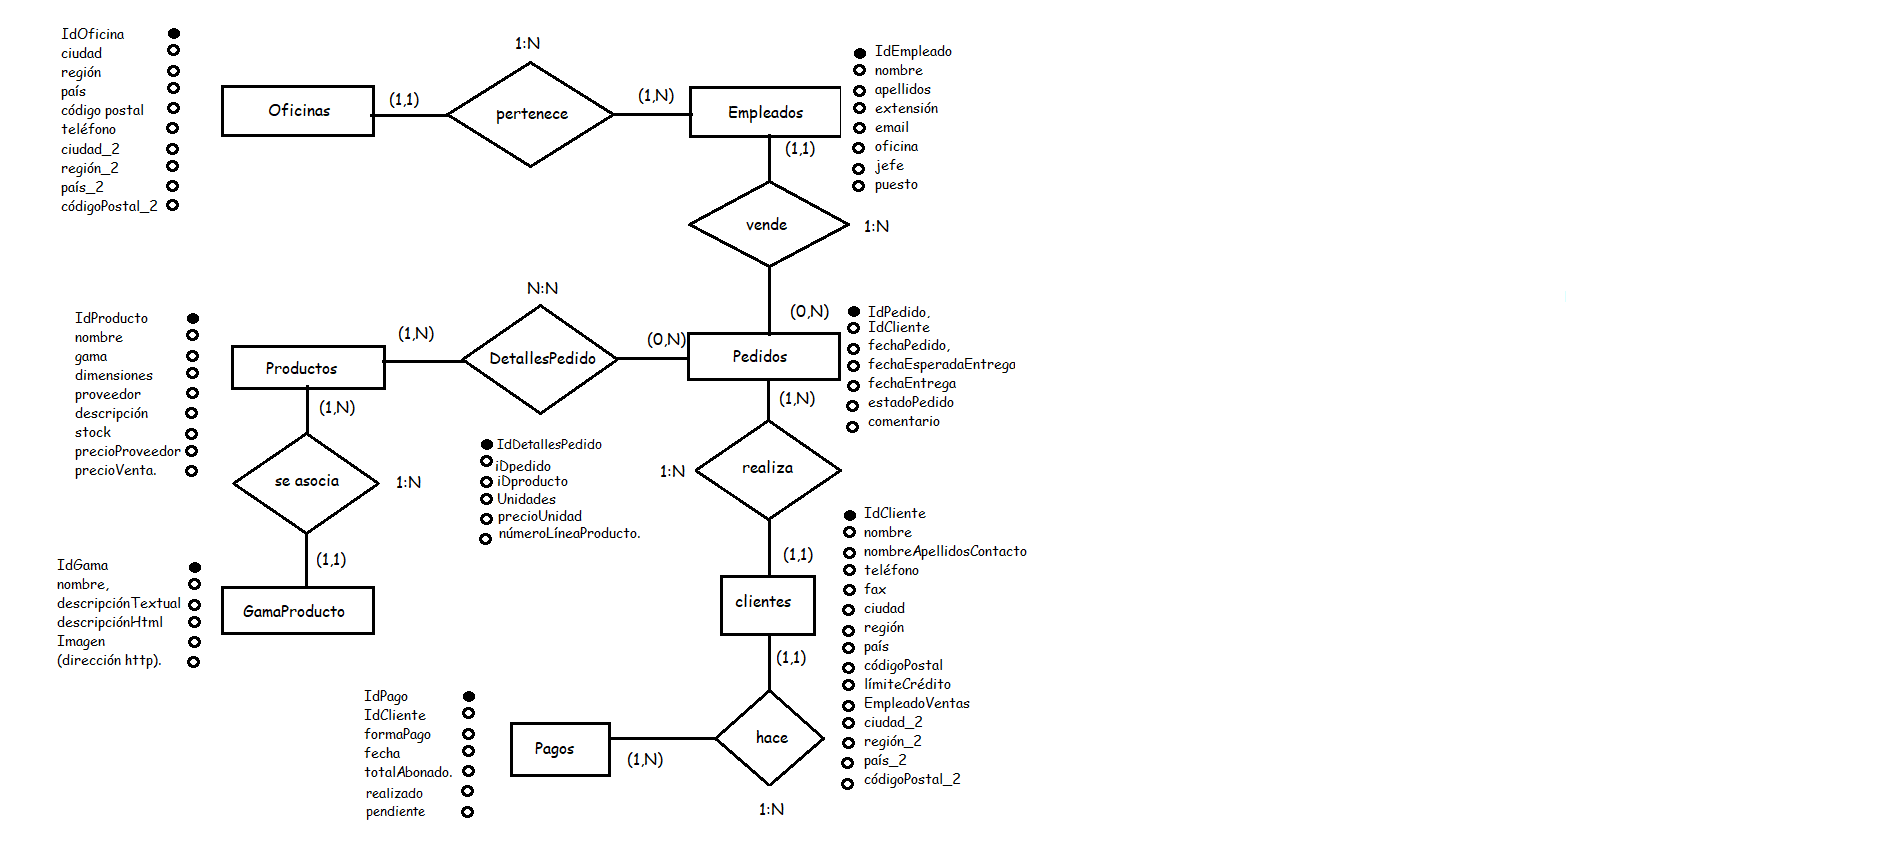 IdOficina
ciudad
región
país
código postal
teléfono
ciudad_2
región_2
país_2
códigoPostal_2
Oficinas
(1,1)
1:N
pertenece
(1,N)
Empleados
(1,1)
IdEmpleado
nombre
apellidos
extensión
email
oficina
jefe
puesto
vende
1:N
(0,N)
IdProducto
nombre
gama
dimensiones
proveedor
descripción
stock
precioProveedor
precioVenta.
Productos
(1,N)
N:N
DetallesPedido
(0,N)
Pedidos
IdPedido,
IdCliente
fechaPedido,
fechaEsperadaEntrega
fechaEntrega
estadoPedido
comentario
(1,N)
(1,N)
se asocia
1:N
IdDetallesPedido
iDpedido
iDproducto
Unidades
precioUnidad
númeroLíneaProducto.
1:N
realiza
(1,1)
(1,1)
IdGama
nombre,
descripciónTextual
descripciónHtml
Imagen
(dirección http).
GamaProducto
clientes
IdCliente
nombre
nombreApellidosContacto
teléfono
fax
ciudad
región
país
códigoPostal
límiteCrédito
EmpleadoVentas
ciudad_2
región_2
país_2
códigoPostal_2
(1,1)
IdPago
IdCliente
formaPago
fecha
totalAbonado.
realizado
pendiente
Pagos
(1,N)
hace
1:N